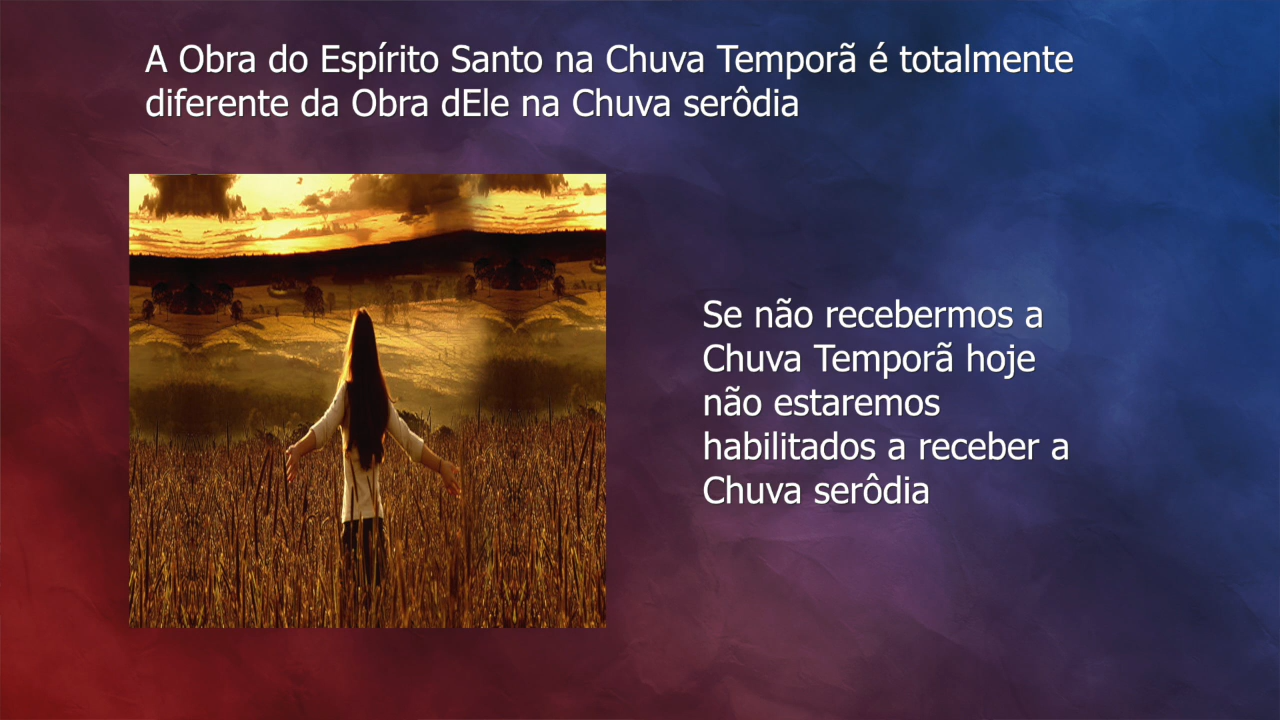 A Obra do Espírito Santo na Chuva Temporã é totalmente
diferente da Obra dEle na Chuva serôdia
Se não recebermos a
Chuva Temporã hoje
não estaremos
habilitados a receber a
Chuva serôdia